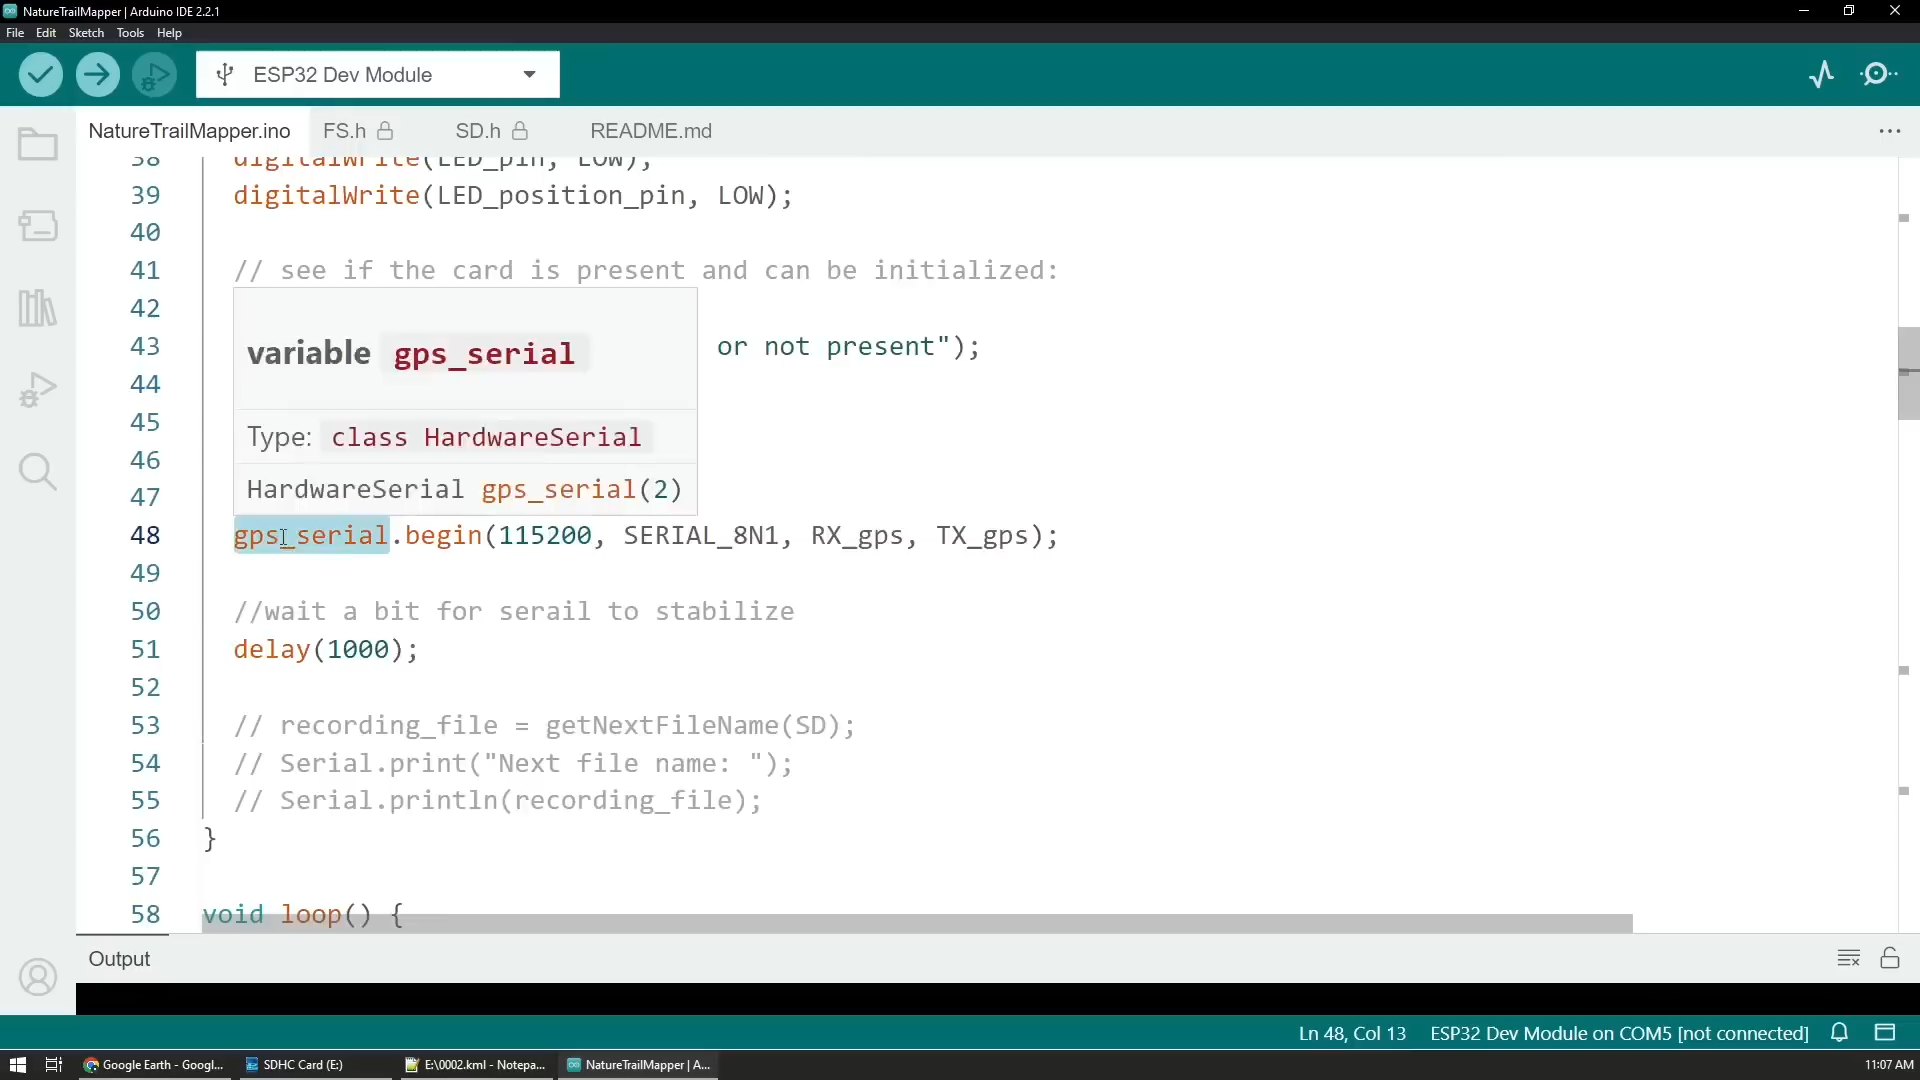 NatureTrailMapper | Arduino IDE 2.2.1
File Edit Sketch Tools Help
ESP32 Dev Module
NatureTrailMapper.ino FS.h SD.h README.md ...
38 digitalWrite(LED_pin, LOW);
39 digitalWrite(LED_position_pin, LOW);
40
41 // see if the card is present and can be initialized:
42
variable gps_serial
43 or not present");
44
Type: class HardwareSerial
45
46
HardwareSerial gps_serial(2)
47
48 gps_serial.begin(115200, SERIAL_8N1, RX_gps, TX_gps);
49
50 //wait a bit for serail to stabilize
51 delay(1000);
52
53 // recording_file = getNextFileName(SD);
54 // Serial.print("Next file name: ");
55 // Serial.println(recording_file);
56 }
57
58 void loop() {
Output
Ln 48, Col 13 ESP32 Dev Module on COM5 [not connected]
Google Earth - Googl... SDHC Card (E:) E:\0002.kml - Notepa... NatureTrailMapper | A... 11:07 AM